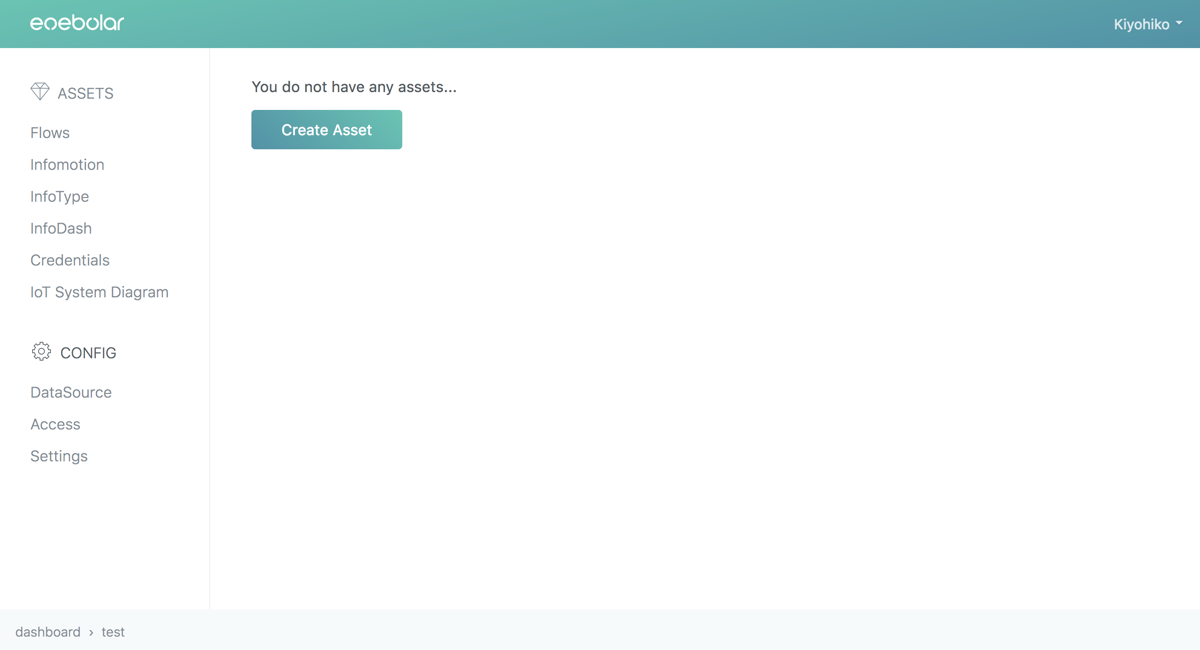 eoebolar
Kiyohiko
ASSETS
Flows
Infomotion
InfoType
InfoDash
Credentials
IoT System Diagram
CONFIG
DataSource
Access
Settings
You do not have any assets...
Create Asset
dashboard › test